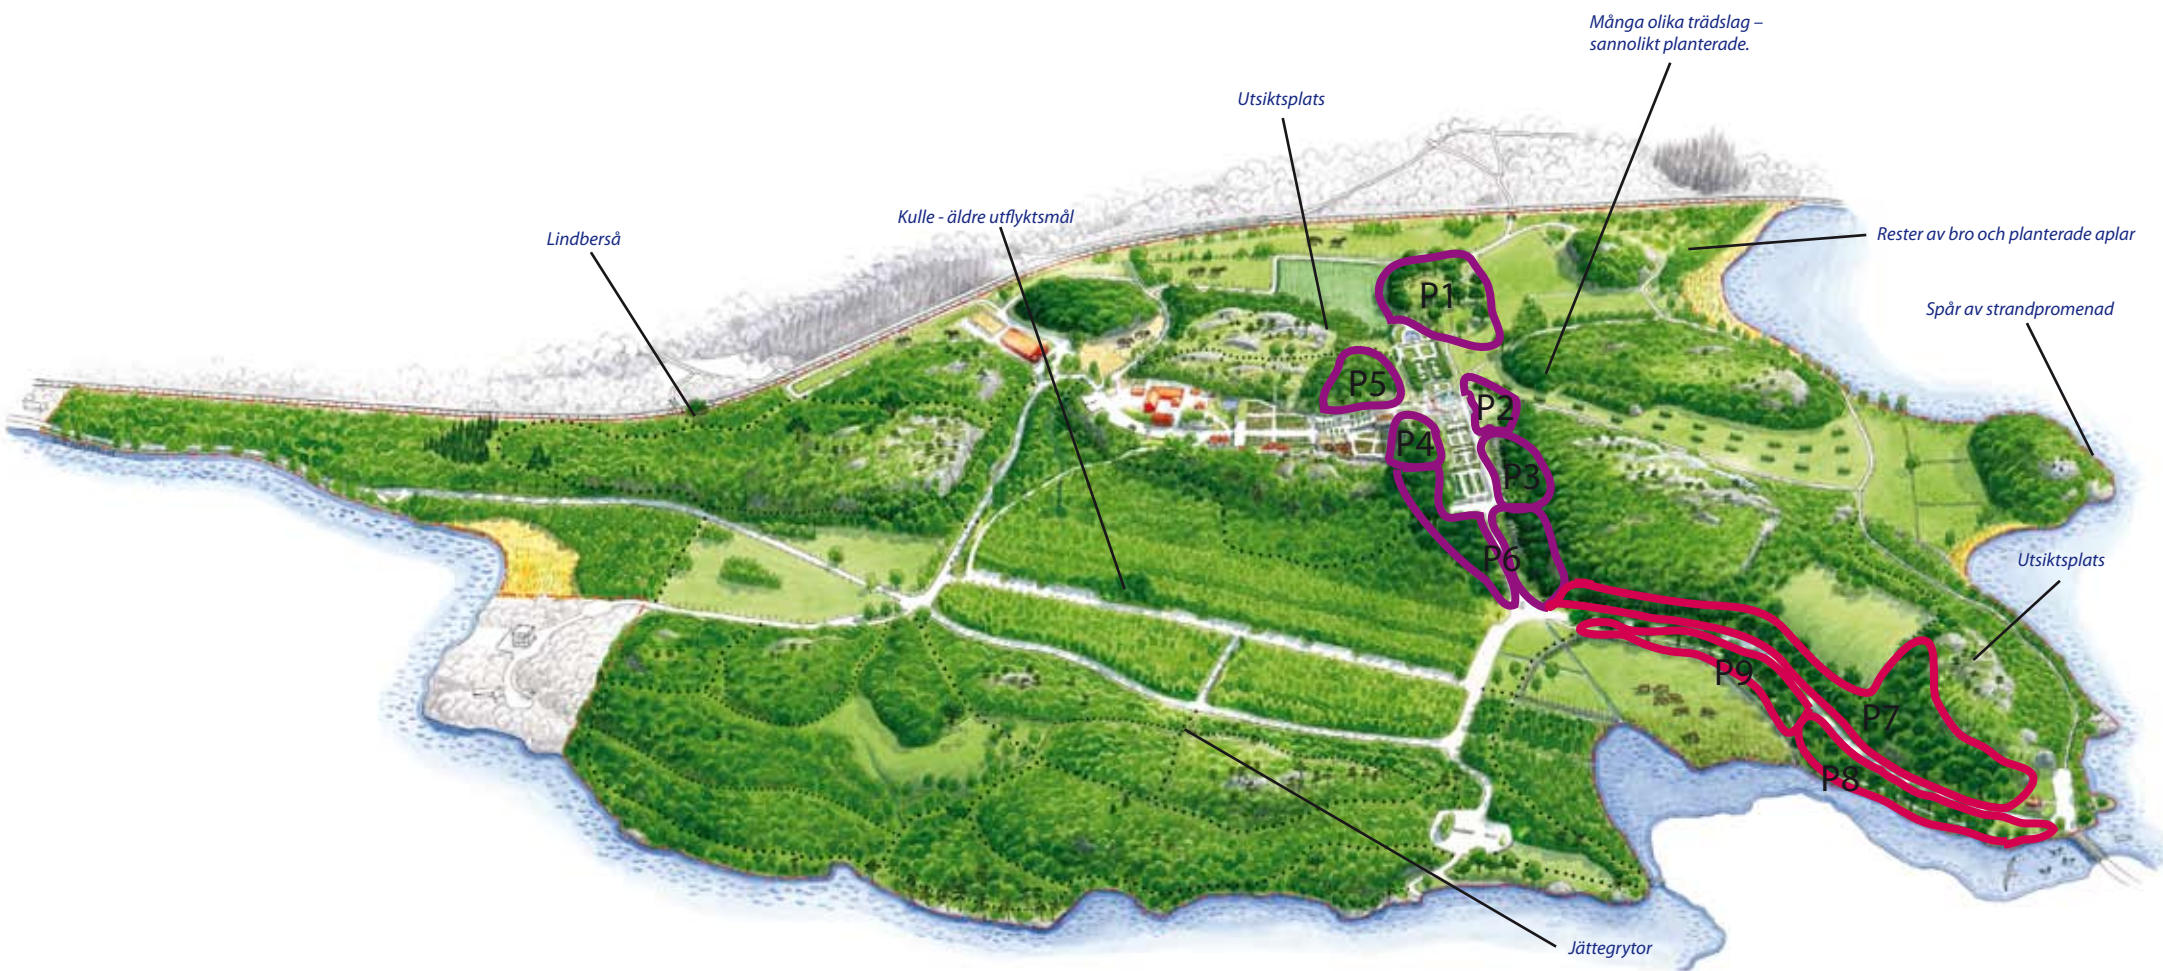 Många olika trädslag –
sannolikt planterade.
Utsiktsplats
Kulle - äldre utflyktsmål
Lindberså
Rester av bro och planterade aplar
Spår av strandpromenad
P1
P5
P2
P4
P3
P6
Utsiktsplats
P9
P7
P8
Jättegrytor